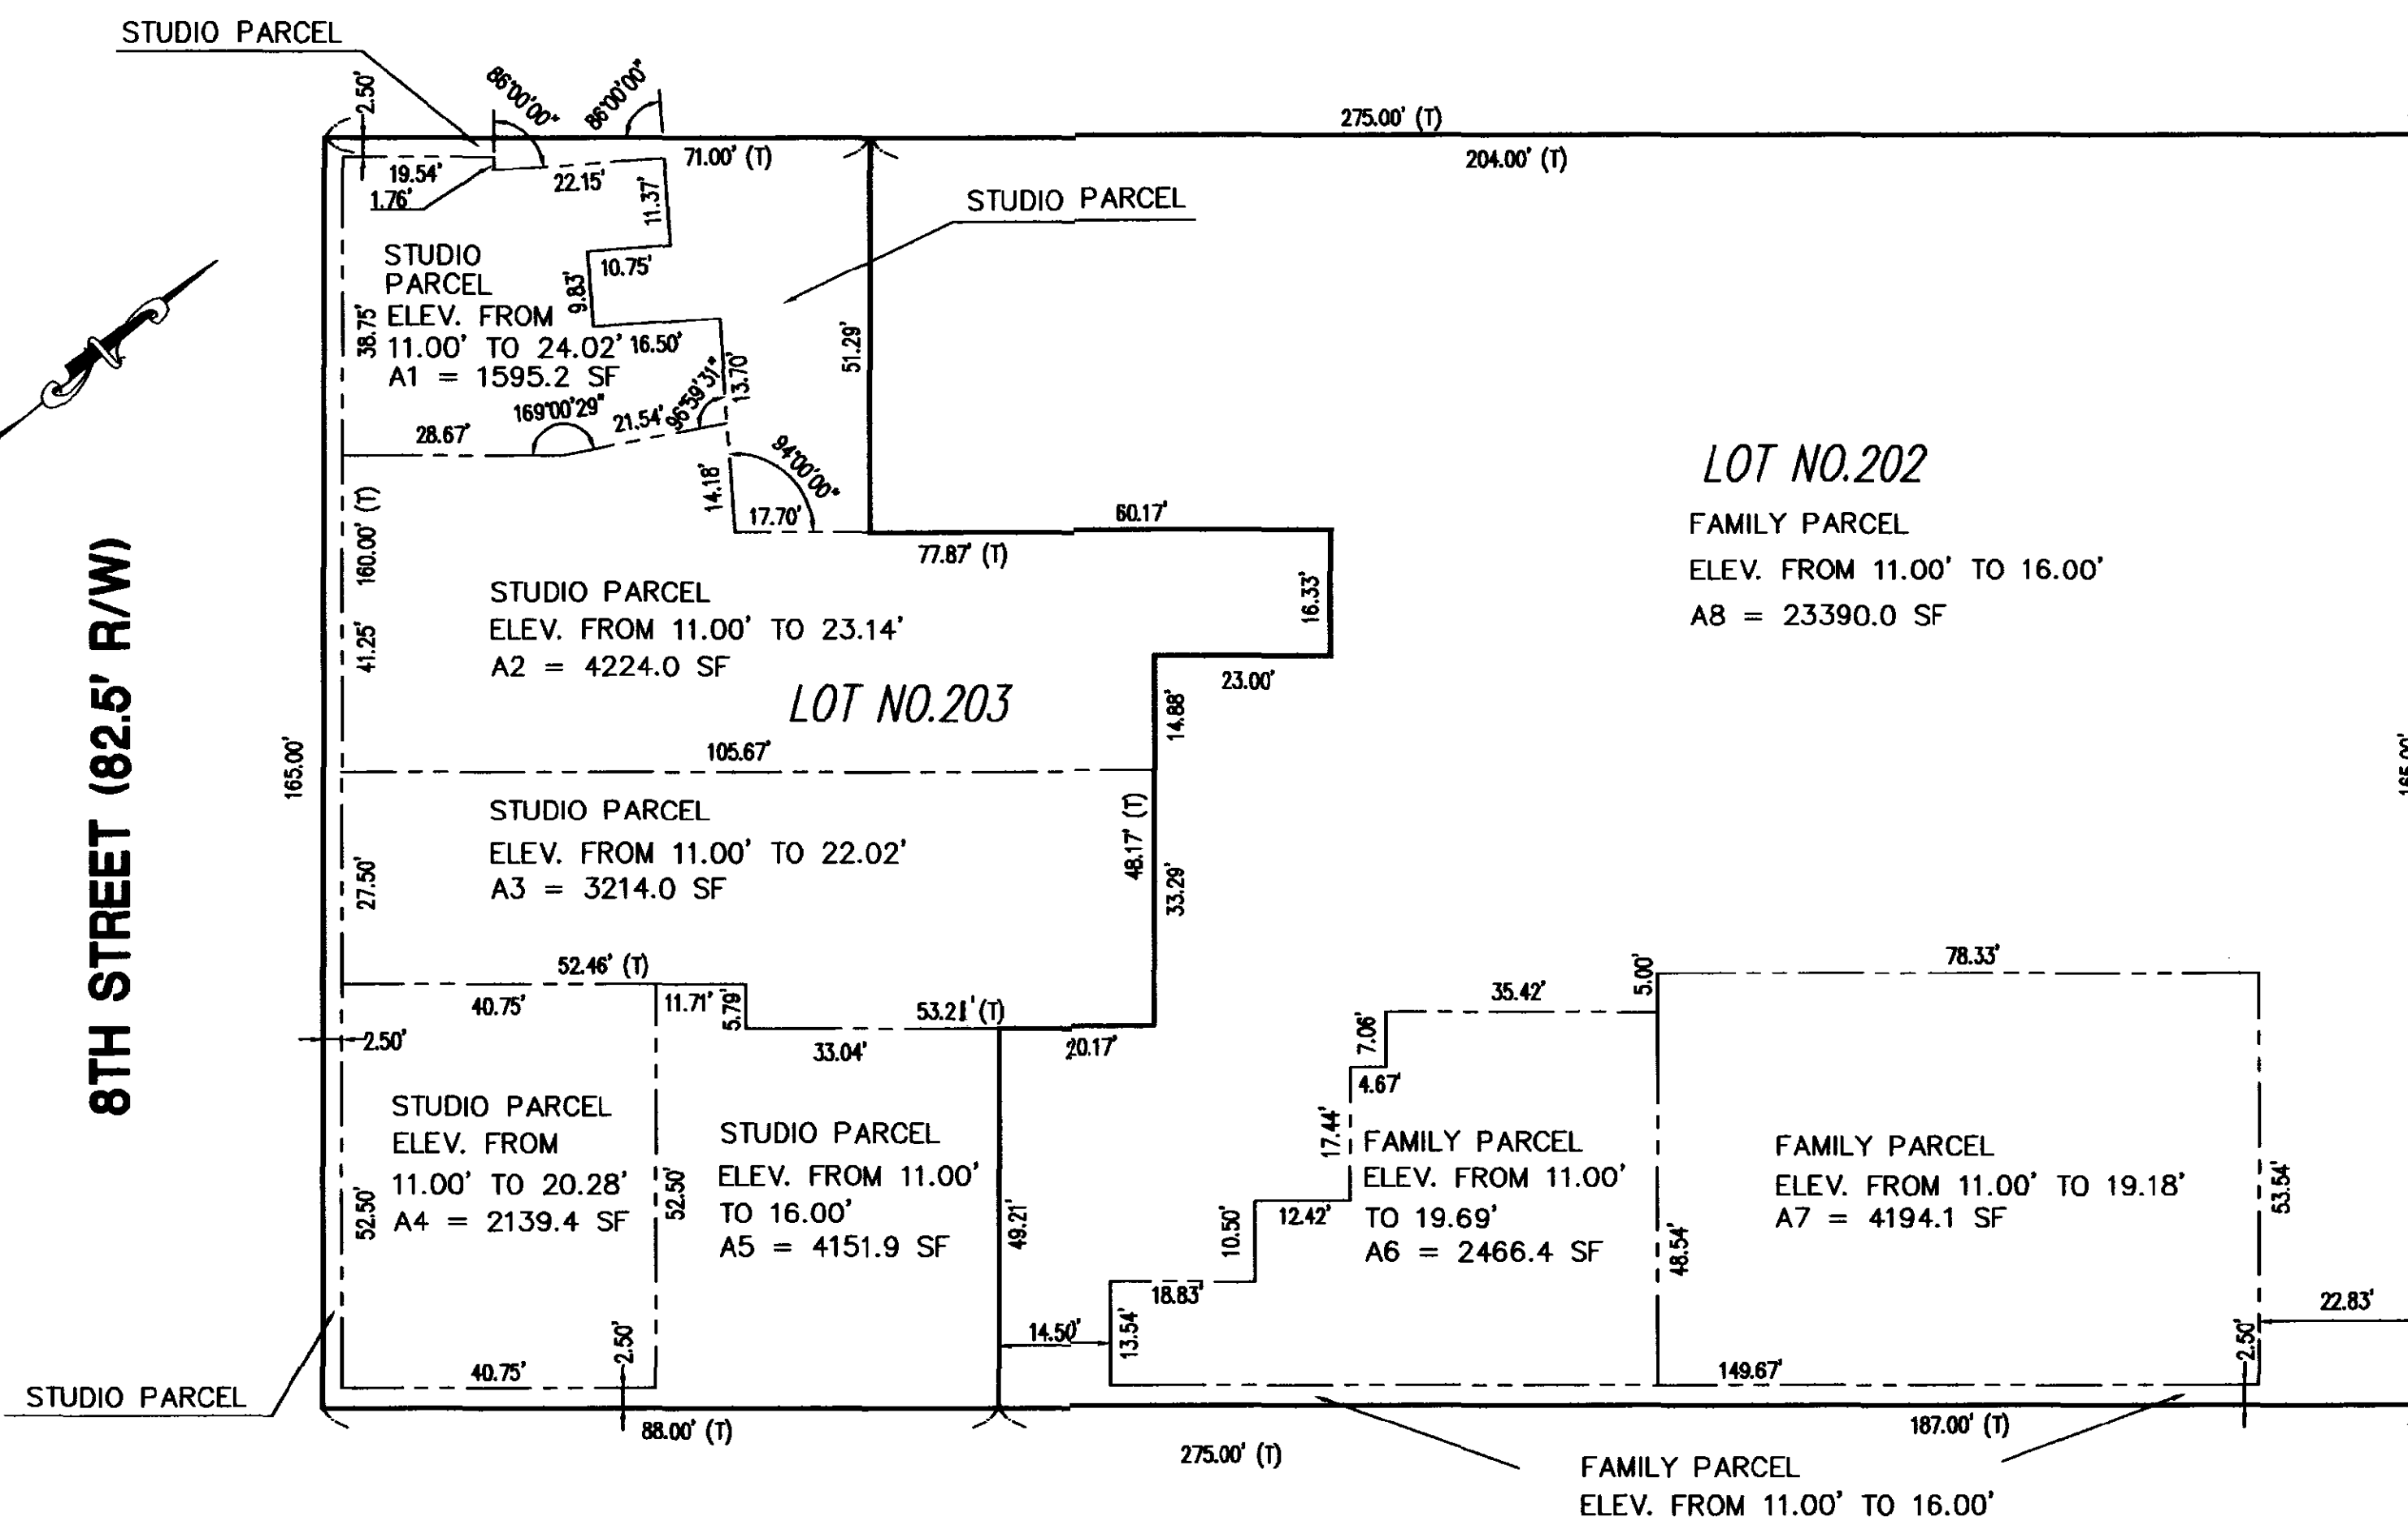 STUDIO PARCEL
2.50'
86°00'00"
86°00'00"
275.00' (T)
71.00' (T)
204.00' (T)
19.54'
1.76'
22.15'
11.37'
STUDIO PARCEL
STUDIO
PARCEL
ELEV. FROM
11.00' TO 24.02'
A1 = 1595.2 SF
10.75'
9.83'
38.75'
16.50'
13.70'
51.29'
169°00'29"
21.54'
96°59'31"
28.67'
94°00'00"
14.18'
17.70'
160.00' (T)
60.17'
77.87' (T)
LOT NO.202
FAMILY PARCEL
ELEV. FROM 11.00' TO 16.00'
A8 = 23390.0 SF
8TH STREET (82.5' R/W)
STUDIO PARCEL
ELEV. FROM 11.00' TO 23.14'
A2 = 4224.0 SF
41.25'
16.33'
23.00'
LOT NO.203
14.88'
165.00'
105.67'
165.00'
STUDIO PARCEL
ELEV. FROM 11.00' TO 22.02'
A3 = 3214.0 SF
27.50'
48.17' (T)
33.29'
52.46' (T)
40.75'
11.71'
5.79'
53.21' (T)
2.50'
33.04'
20.17'
78.33'
5.00'
35.42'
7.06'
4.67'
17.44'
STUDIO PARCEL
ELEV. FROM
11.00' TO 20.28'
A4 = 2139.4 SF
52.50'
52.50'
STUDIO PARCEL
ELEV. FROM 11.00'
TO 16.00'
A5 = 4151.9 SF
49.21'
FAMILY PARCEL
ELEV. FROM 11.00'
TO 19.69'
A6 = 2466.4 SF
10.50'
12.42'
18.83'
13.54'
14.50'
48.54'
FAMILY PARCEL
ELEV. FROM 11.00' TO 19.18'
A7 = 4194.1 SF
53.54'
22.83'
2.50'
40.75'
2.50'
149.67'
STUDIO PARCEL
88.00' (T)
187.00' (T)
275.00' (T)
FAMILY PARCEL
ELEV. FROM 11.00' TO 16.00'